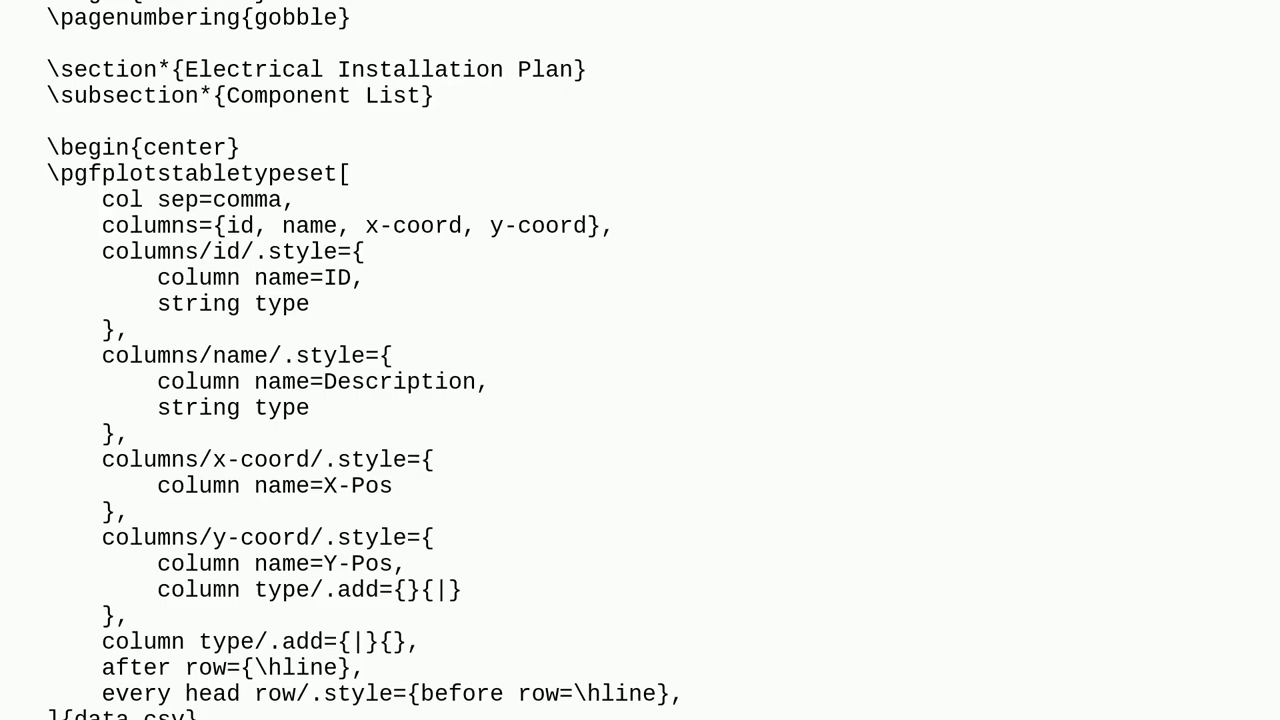 \pagenumbering{gobble}
\section*{Electrical Installation Plan}
\subsection*{Component List}
\begin{center}
\pgfplotstabletypeset[
    col sep=comma,
    columns={id, name, x-coord, y-coord},
    columns/id/.style={
        column name=ID,
        string type
    },
    columns/name/.style={
        column name=Description,
        string type
    },
    columns/x-coord/.style={
        column name=X-Pos
    },
    columns/y-coord/.style={
        column name=Y-Pos,
        column type/.add={}{|}
    },
    column type/.add={|}{},
    after row={\hline},
    every head row/.style={before row=\hline},
]{data.csv}